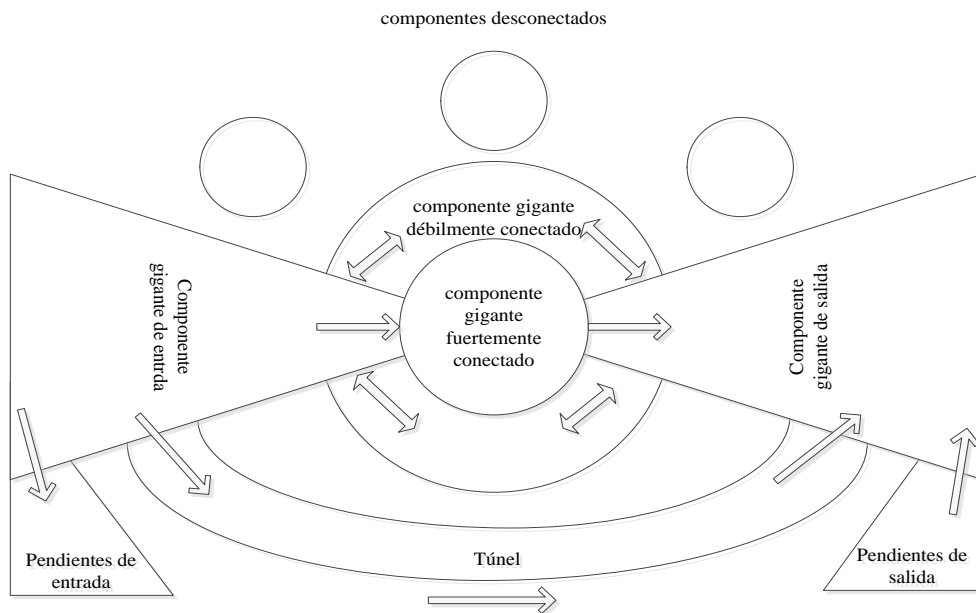 componentes desconectados
componente gigante
débilmente conectado
Componente
gigante de entrda
componente
gigante
fuertemente
conectado
Componente
gigante de salida
Pendientes de
entrada
Túnel
Pendientes de
salida